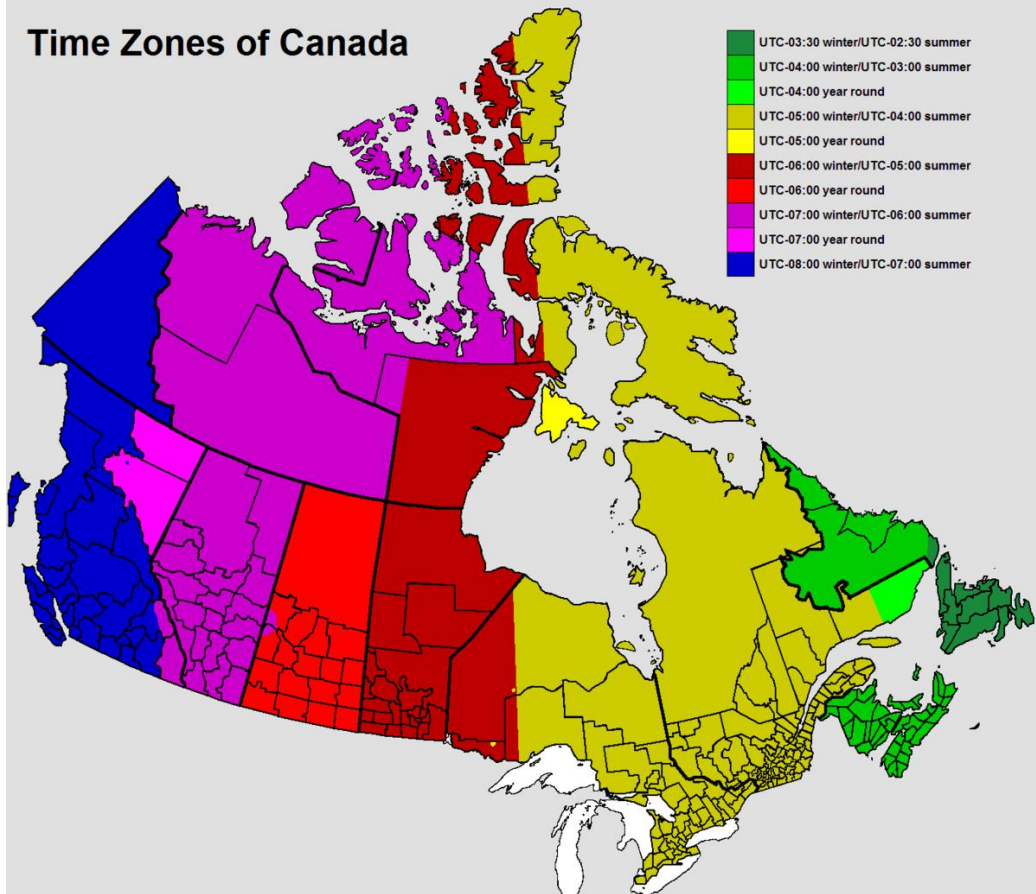 Time Zones of Canada
UTC-03:30 winter/UTC-02:30 summer
UTC-04:00 winter/UTC-03:00 summer
UTC-04:00 year round
UTC-05:00 winter/UTC-04:00 summer
UTC-05:00 year round
UTC-06:00 winter/UTC-05:00 summer
UTC-06:00 year round
UTC-07:00 winter/UTC-06:00 summer
UTC-07:00 year round
UTC-08:00 winter/UTC-07:00 summer